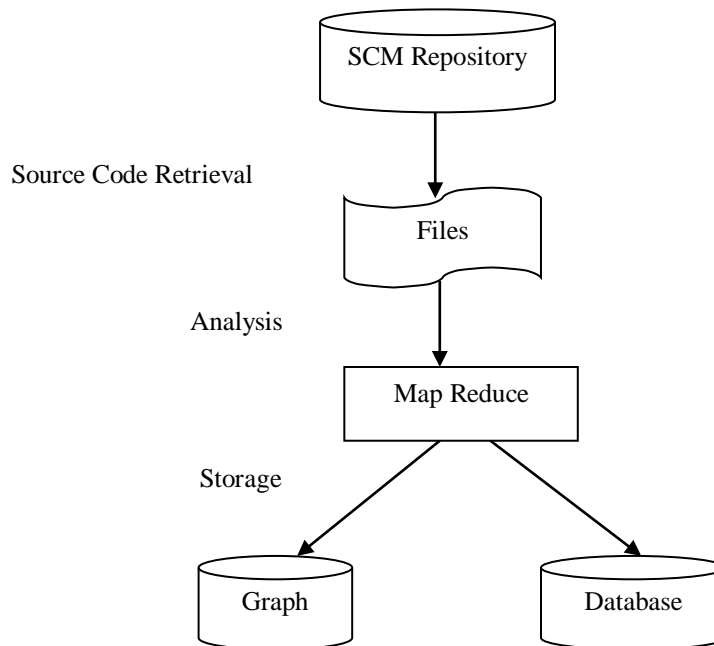 SCM Repository
Source Code Retrieval
Files
Analysis
Map Reduce
Storage
Graph
Database